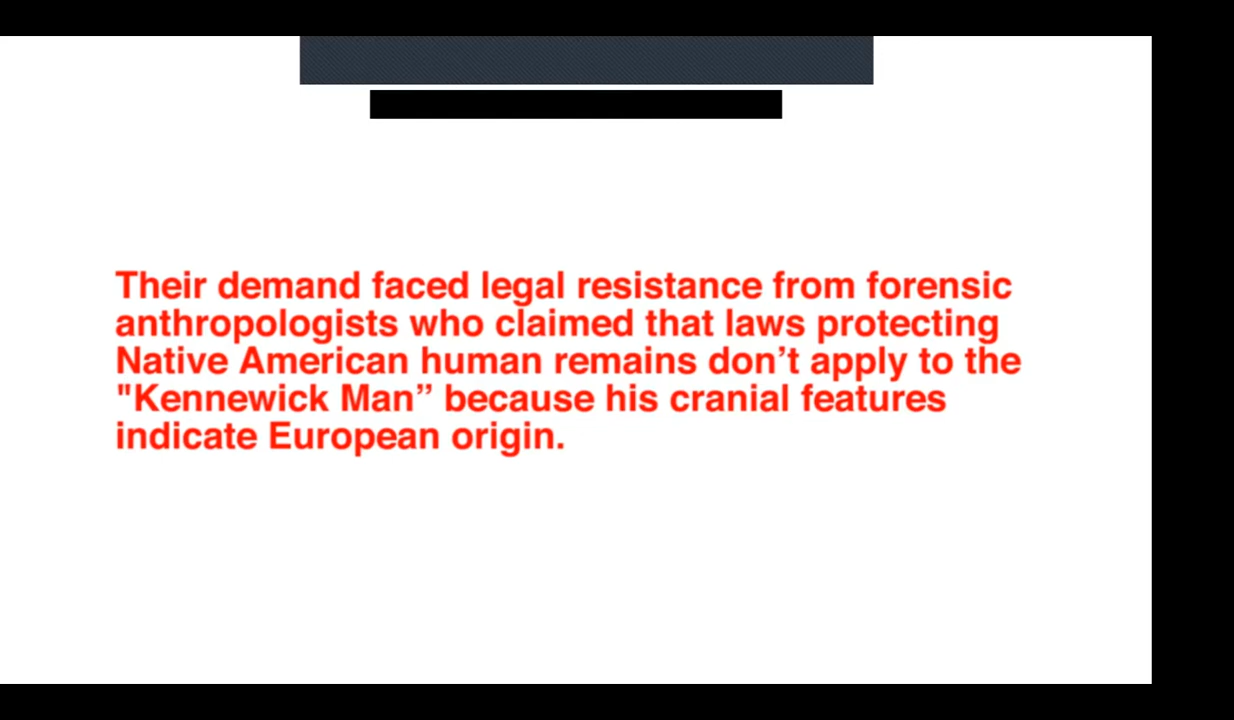 Their demand faced legal resistance from forensic
anthropologists who claimed that laws protecting
Native American human remains don’t apply to the
"Kennewick Man” because his cranial features
indicate European origin.